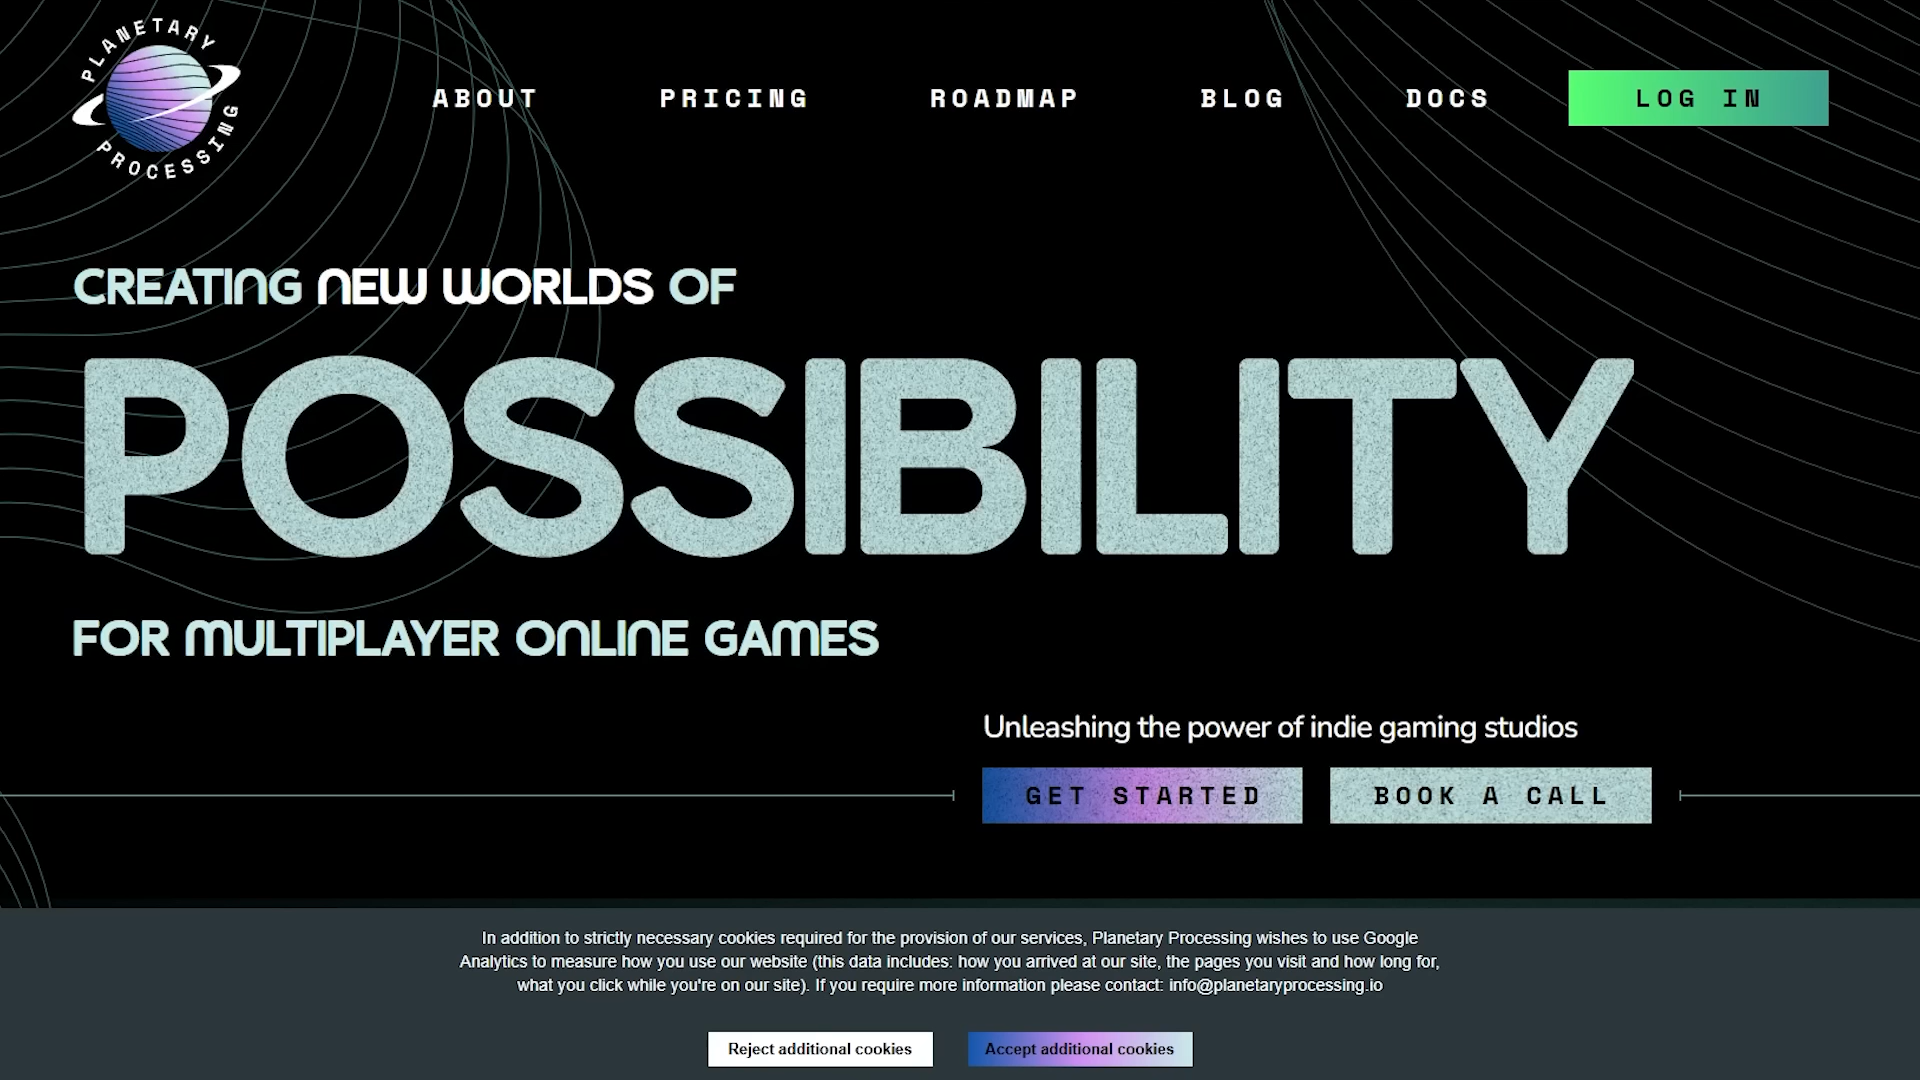 PLANETARY
PROCESSING
ABOUT
PRICING
ROADMAP
BLOG
DOCS
LOG IN
CREATING NEW WORLDS OF
POSSIBILITY
FOR MULTIPLAYER ONLINE GAMES
Unleashing the power of indie gaming studios
GET STARTED
BOOK A CALL
In addition to strictly necessary cookies required for the provision of our services, Planetary Processing wishes to use Google
Analytics to measure how you use our website (this data includes: how you arrived at our site, the pages you visit and how long for,
what you click while you're on our site). If you require more information please contact: info@planetaryprocessing.io
Reject additional cookies
Accept additional cookies